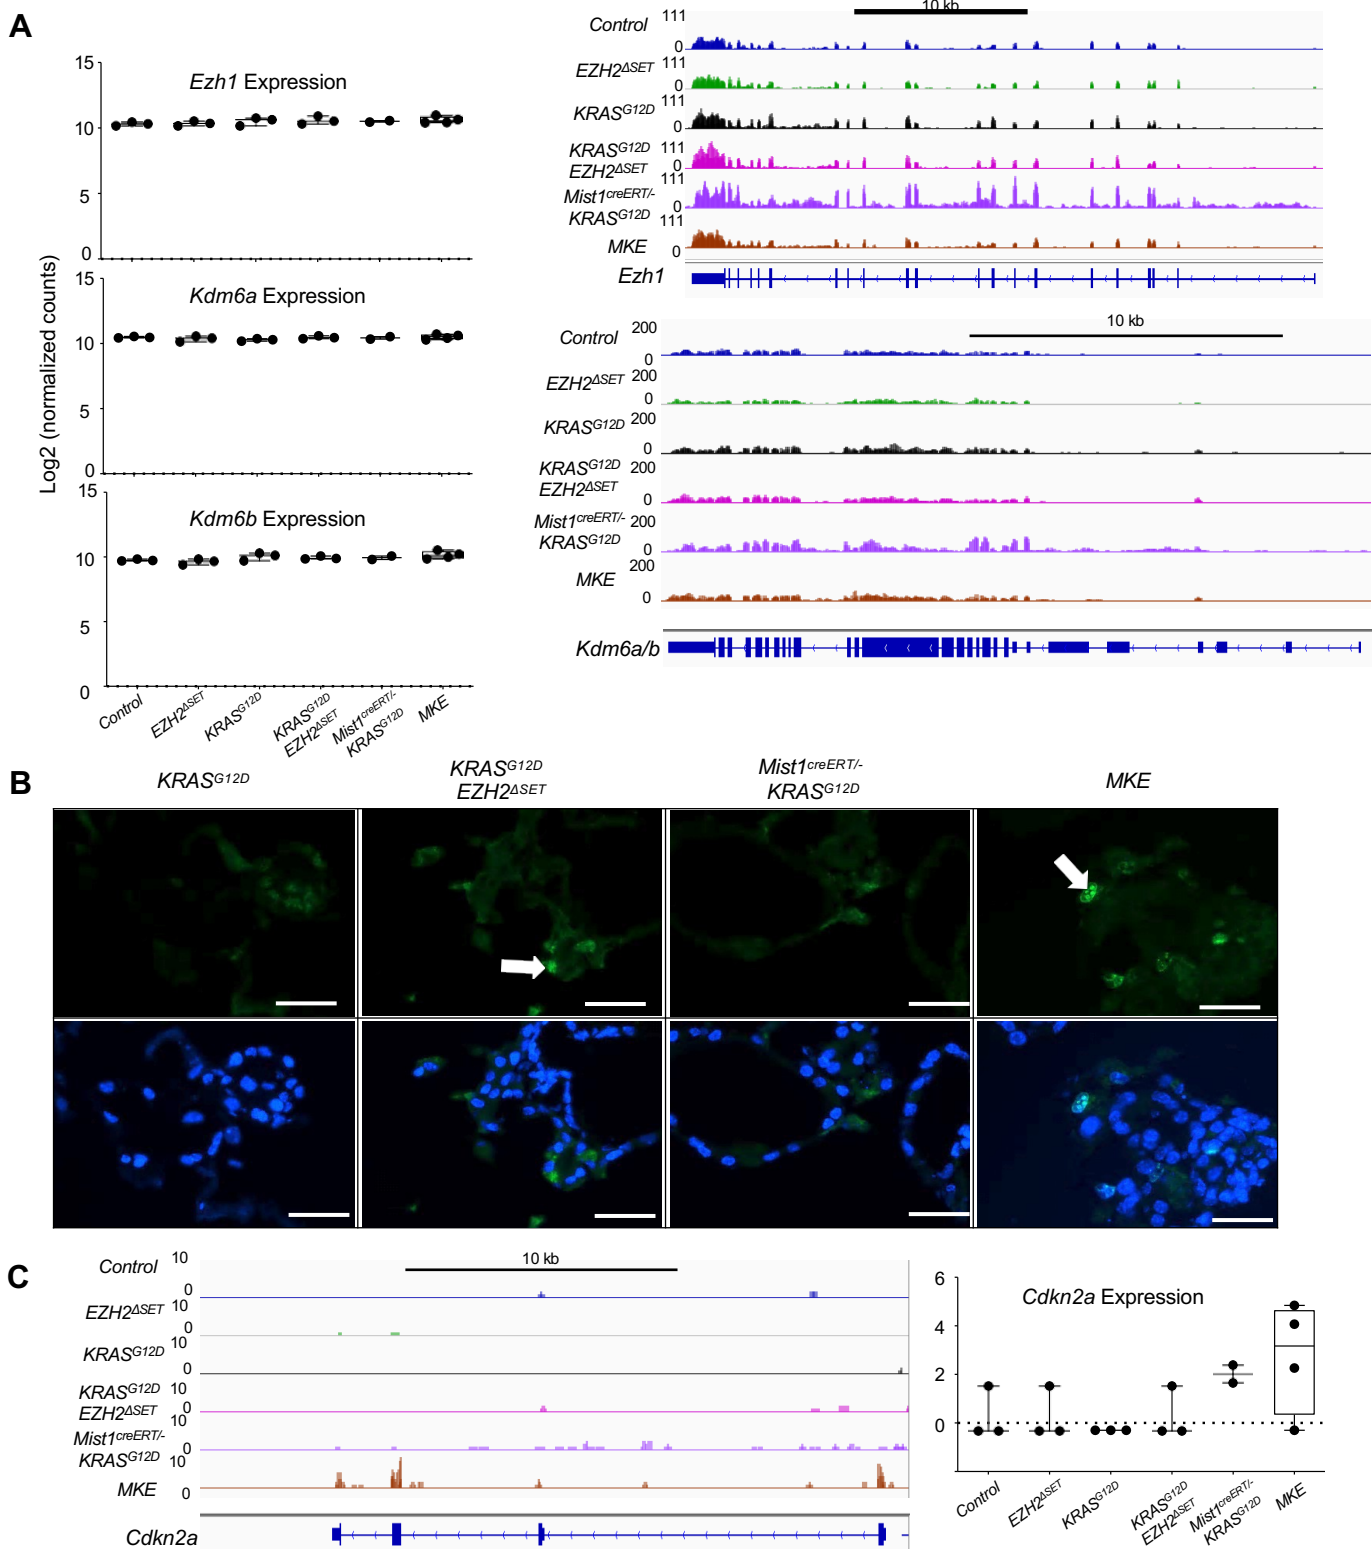 A
Ezh1 Expression
15
10
5
0
Kdm6a Expression
15
10
5
0
Kdm6b Expression
15
10
5
0
Log2 (normalized counts)
Control
EZH2ΔSET
KRASG12D
KRASG12D
EZH2ΔSET
Mist1creERT/-
KRASG12D
MKE
10 kb
Control 111
0
EZH2ΔSET 111
0
KRASG12D 111
0
KRASG12D 111
EZH2ΔSET 0
Mist1creERT/- 111
KRASG12D 0
MKE 111
0
Ezh1
10 kb
Control 200
0
EZH2ΔSET 200
0
KRASG12D 200
0
KRASG12D 200
EZH2ΔSET 0
Mist1creERT/- 200
KRASG12D 0
MKE 200
0
Kdm6a/b
B
KRASG12D
KRASG12D
EZH2ΔSET
Mist1creERT/-
KRASG12D
MKE
C
10 kb
Control 10
0
EZH2ΔSET 10
0
KRASG12D 10
0
KRASG12D 10
EZH2ΔSET 0
Mist1creERT/- 10
KRASG12D 0
MKE 10
0
Cdkn2a
Cdkn2a Expression
6
4
2
0
Control
EZH2ΔSET
KRASG12D
KRASG12D
EZH2ΔSET
Mist1creERT/-
KRASG12D
MKE